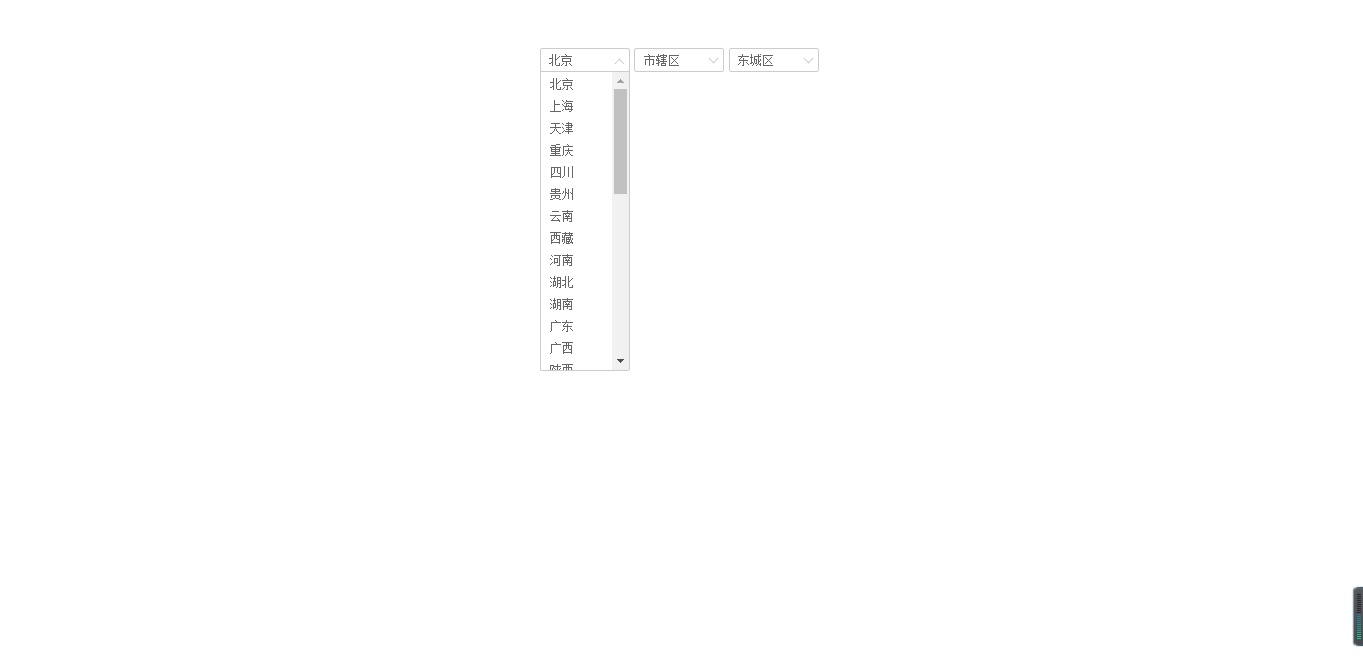 北京 市辖区 东城区
北京
上海
天津
重庆
四川
贵州
云南
西藏
河南
湖北
湖南
广东
广西